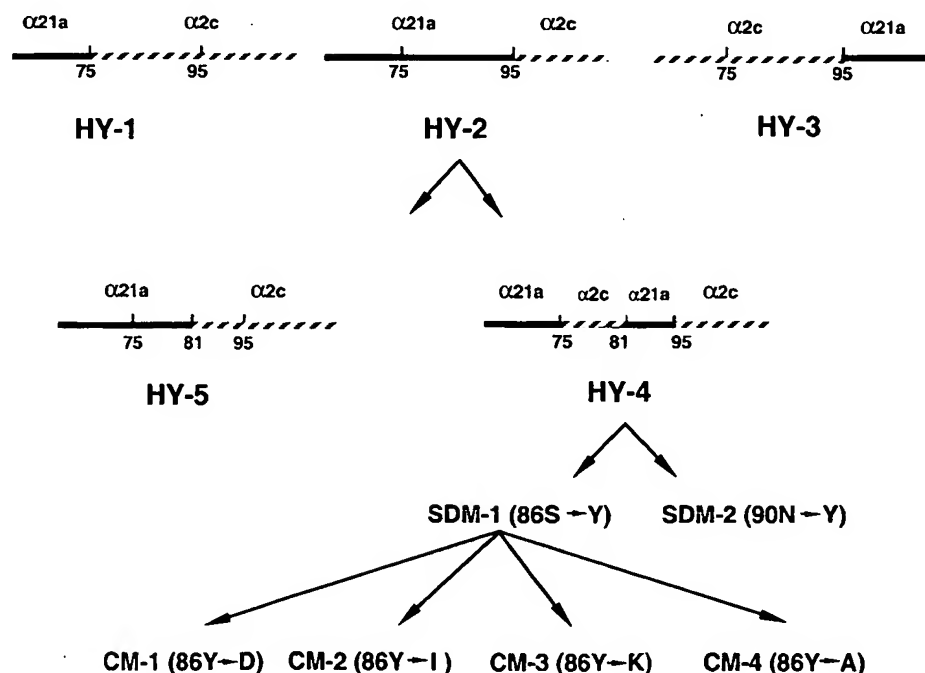 α21a α2c α21a α2c α2c α21a
75 95 75 95 75 95
HY-1 HY-2 HY-3
α21a α2c α21a α2c α21a α2c
75 81 95 75 81 95
HY-5 HY-4
SDM-1 (86S→Y) SDM-2 (90N→Y)
CM-1 (86Y→D) CM-2 (86Y→I) CM-3 (86Y→K) CM-4 (86Y→A)